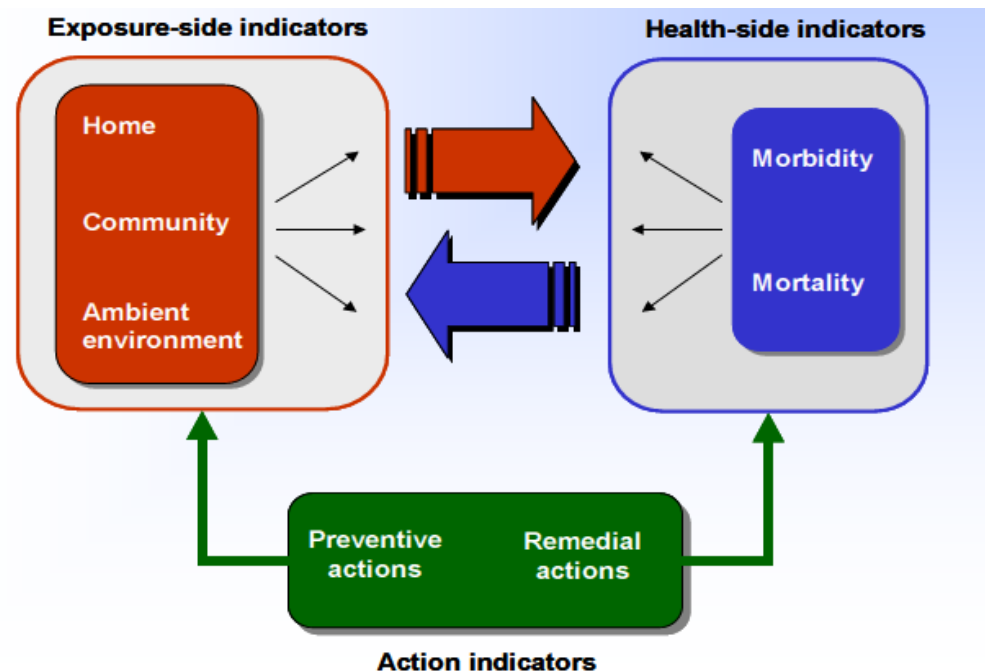 Exposure-side indicators
Health-side indicators
Home
Community
Ambient
environment
Morbidity
Mortality
Preventive
actions
Remedial
actions
Action indicators